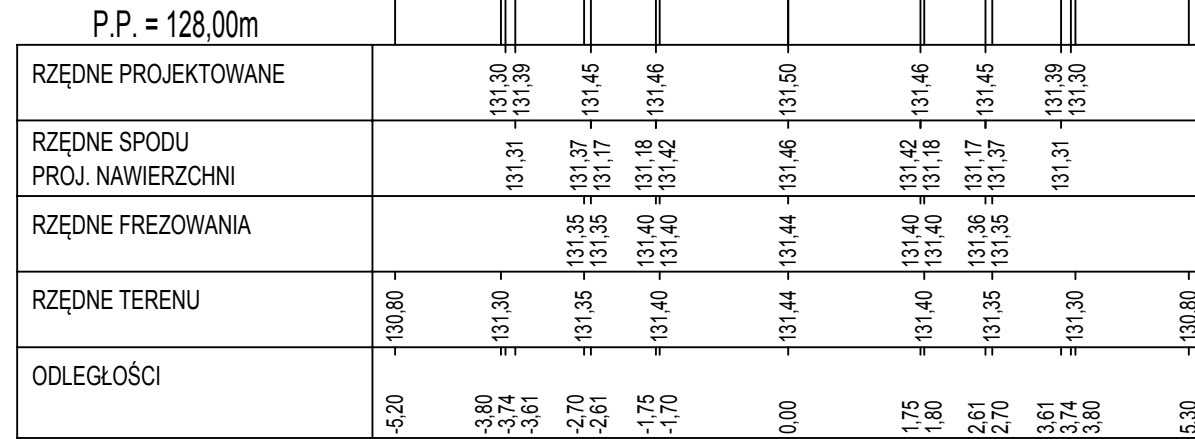 P.P. = 128,00m
RZĘDNE PROJEKTOWANE 131,30 131,39 131,45 131,46 131,50 131,46 131,45 131,39 131,30
RZĘDNE SPODU
PROJ. NAWIERZCHNI 131,31 131,37 131,17 131,18 131,42 131,46 131,42 131,18 131,17 131,37 131,31
RZĘDNE FREZOWANIA 131,35 131,35 131,40 131,40 131,44 131,40 131,40 131,36 131,35
RZĘDNE TERENU 130,80 131,30 131,35 131,40 131,44 131,40 131,35 131,30 130,80
ODLEGŁOŚCI -5,20 -3,80 -3,74 -3,61 -2,70 -2,61 -1,75 -1,70 0,00 1,75 1,80 2,61 2,70 3,61 3,74 3,80 5,30